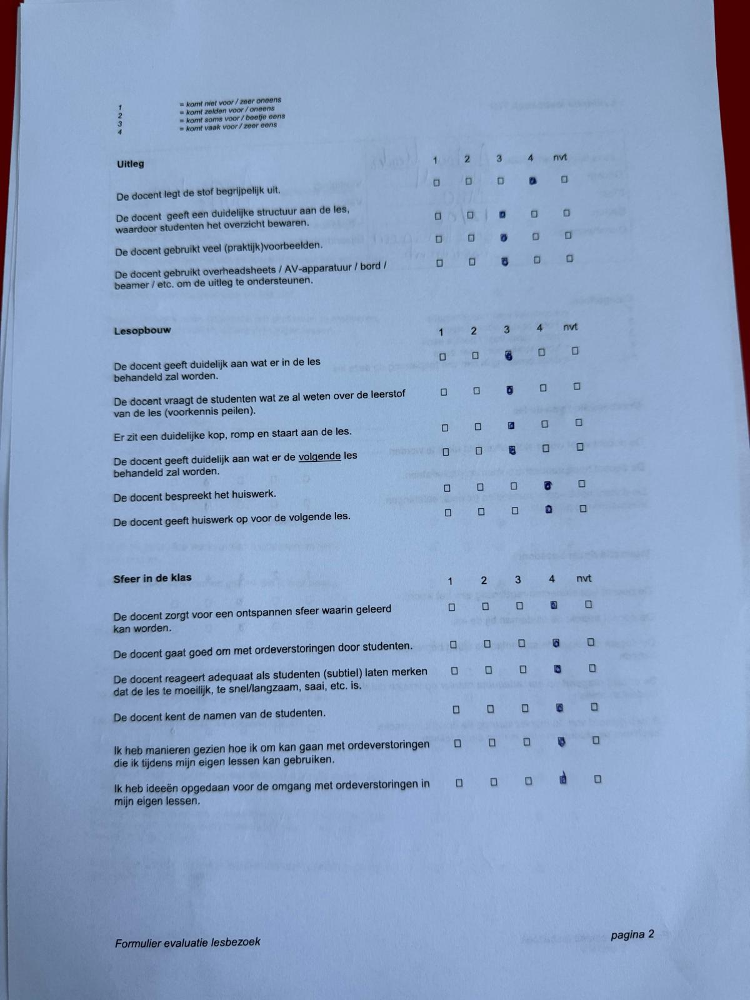 1 = komt niet voor / zeer oneens
2 = komt zelden voor / oneens
3 = komt soms voor / beetje eens
4 = komt vaak voor / zeer eens
Uitleg 1 2 3 4 nvt
De docent legt de stof begrijpelijk uit.
De docent geeft een duidelijke structuur aan de les,
waardoor studenten het overzicht bewaren.
De docent gebruikt veel (praktijk)voorbeelden.
De docent gebruikt overheadsheets / AV-apparatuur / bord /
beamer / etc. om de uitleg te ondersteunen.
Lesopbouw 1 2 3 4 nvt
De docent geeft duidelijk aan wat er in de les
behandeld zal worden.
De docent vraagt de studenten wat ze al weten over de leerstof
van de les (voorkennis peilen).
Er zit een duidelijke kop, romp en staart aan de les.
De docent geeft duidelijk aan wat er de volgende les
behandeld zal worden.
De docent bespreekt het huiswerk.
De docent geeft huiswerk op voor de volgende les.
Sfeer in de klas 1 2 3 4 nvt
De docent zorgt voor een ontspannen sfeer waarin geleerd
kan worden.
De docent gaat goed om met ordeverstoringen door studenten.
De docent reageert adequaat als studenten (subtiel) laten merken
dat de les te moeilijk, te snel/langzaam, saai, etc. is.
De docent kent de namen van de studenten.
Ik heb manieren gezien hoe ik om kan gaan met ordeverstoringen
die ik tijdens mijn eigen lessen kan gebruiken.
Ik heb ideeën opgedaan voor de omgang met ordeverstoringen in
mijn eigen lessen.
Formulier evaluatie lesbezoek pagina 2